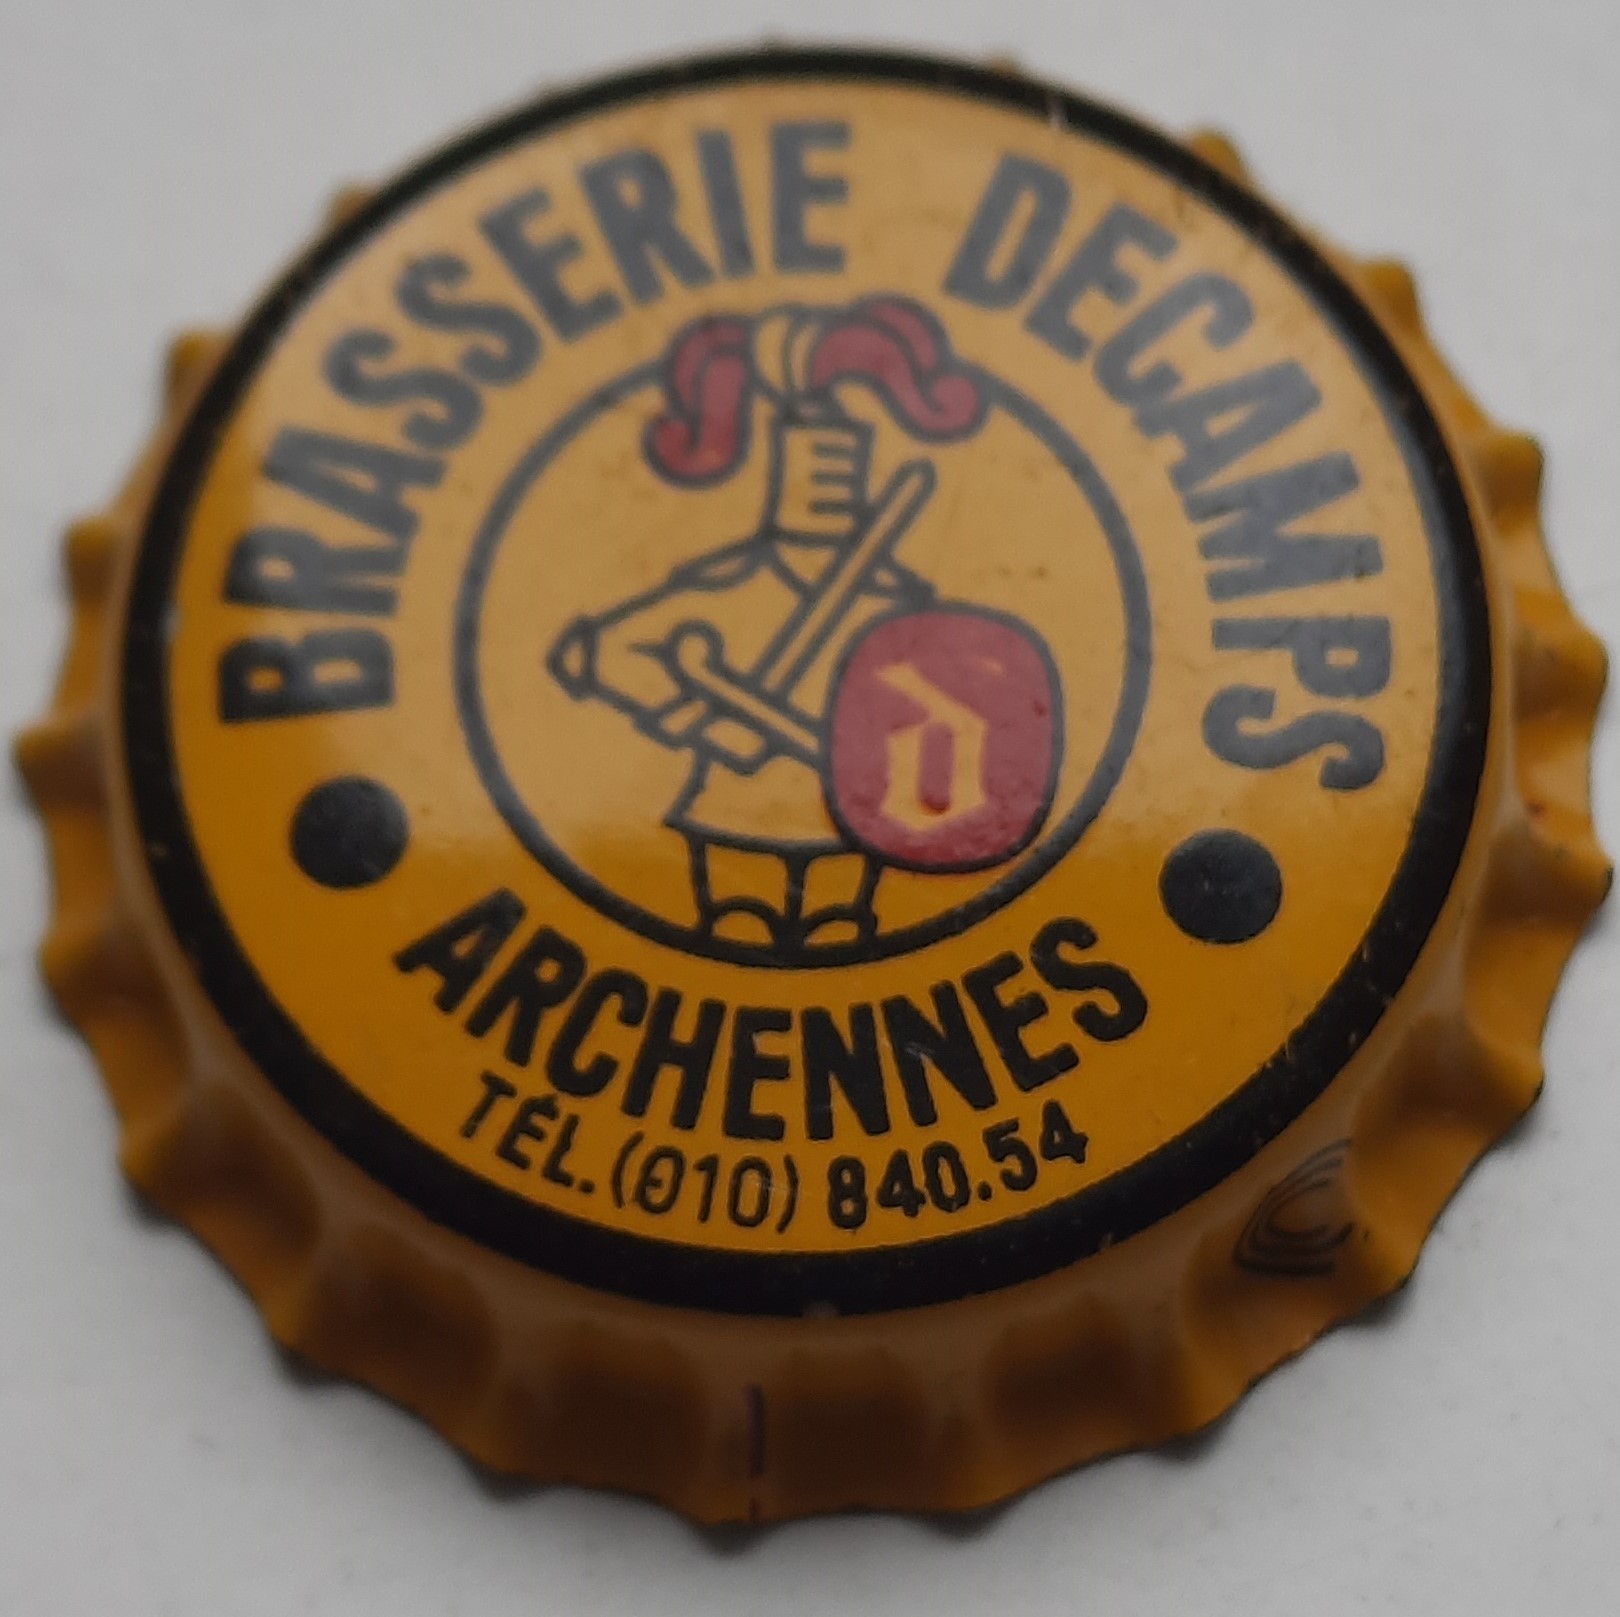 BRASSERIE DECAMPS
d
ARCHENNES
TÉL. (010) 840.54